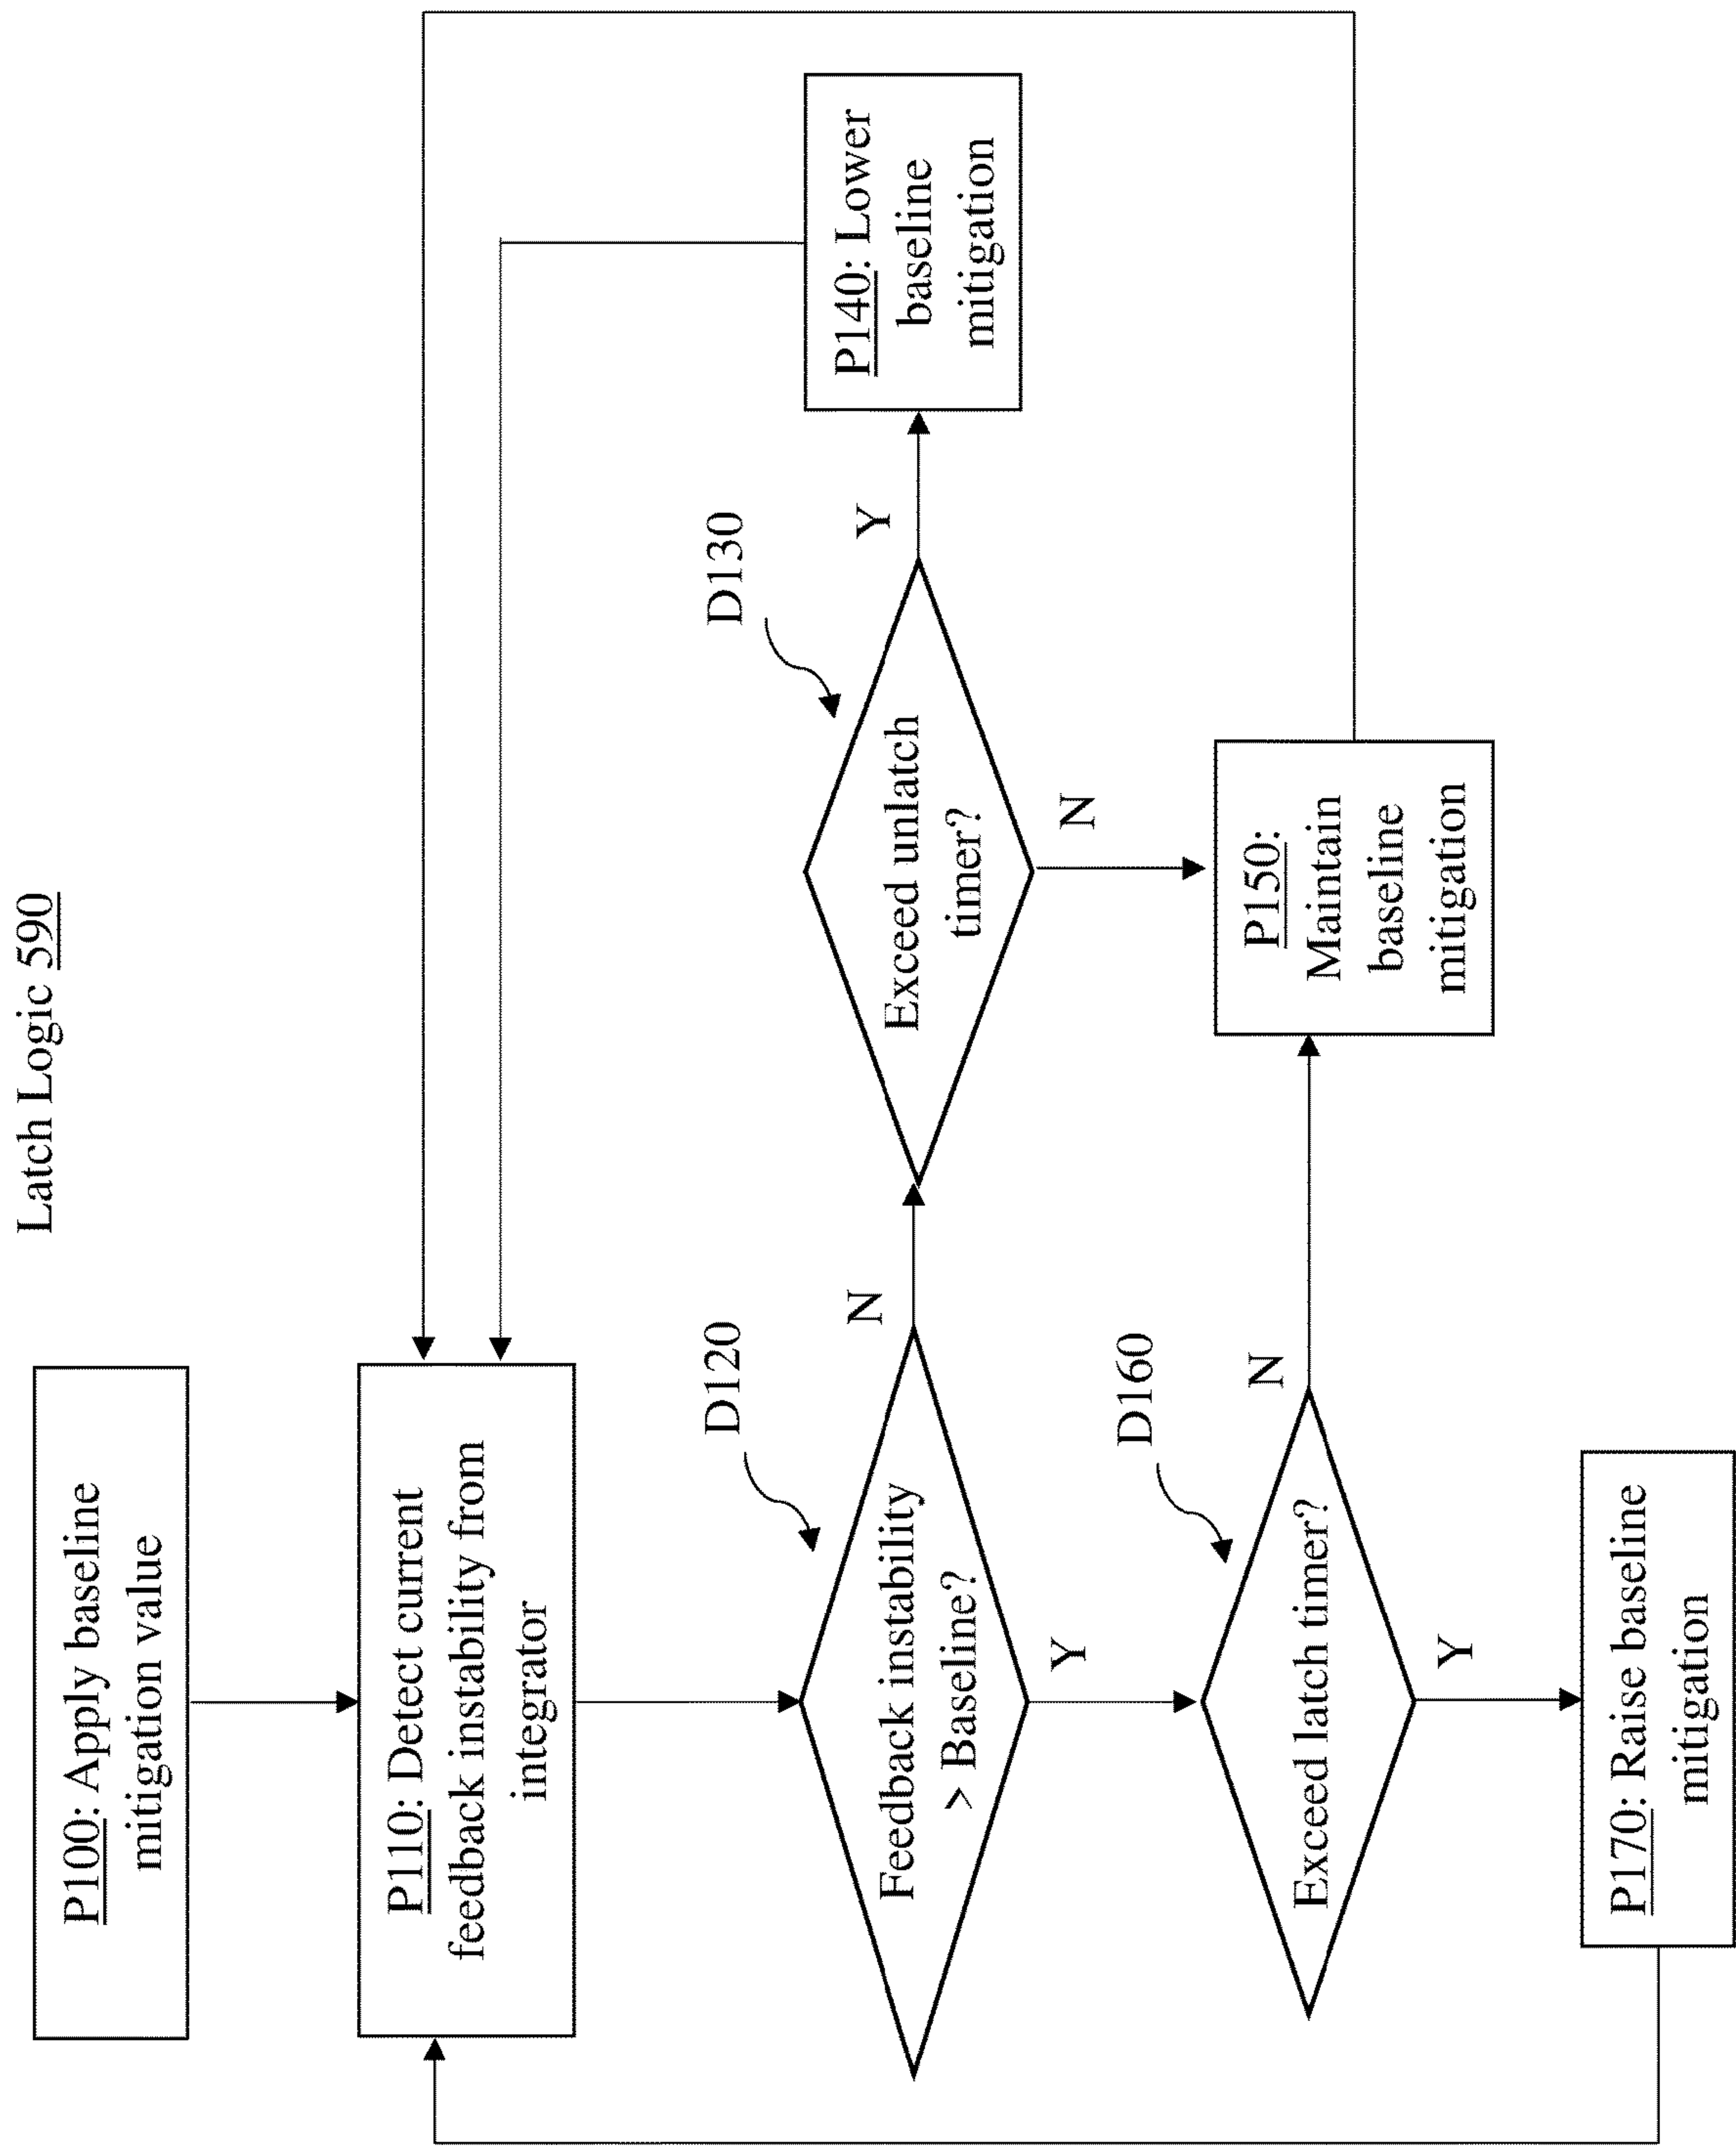 Latch Logic 590
P100: Apply baseline
mitigation value
P110: Detect current
feedback instability from
integrator
D120
Feedback instability
> Baseline?
N
Y
D130
Exceed unlatch
timer?
Y
N
P140: Lower
baseline
mitigation
D160
Exceed latch timer?
N
Y
P150:
Maintain
baseline
mitigation
P170: Raise baseline
mitigation